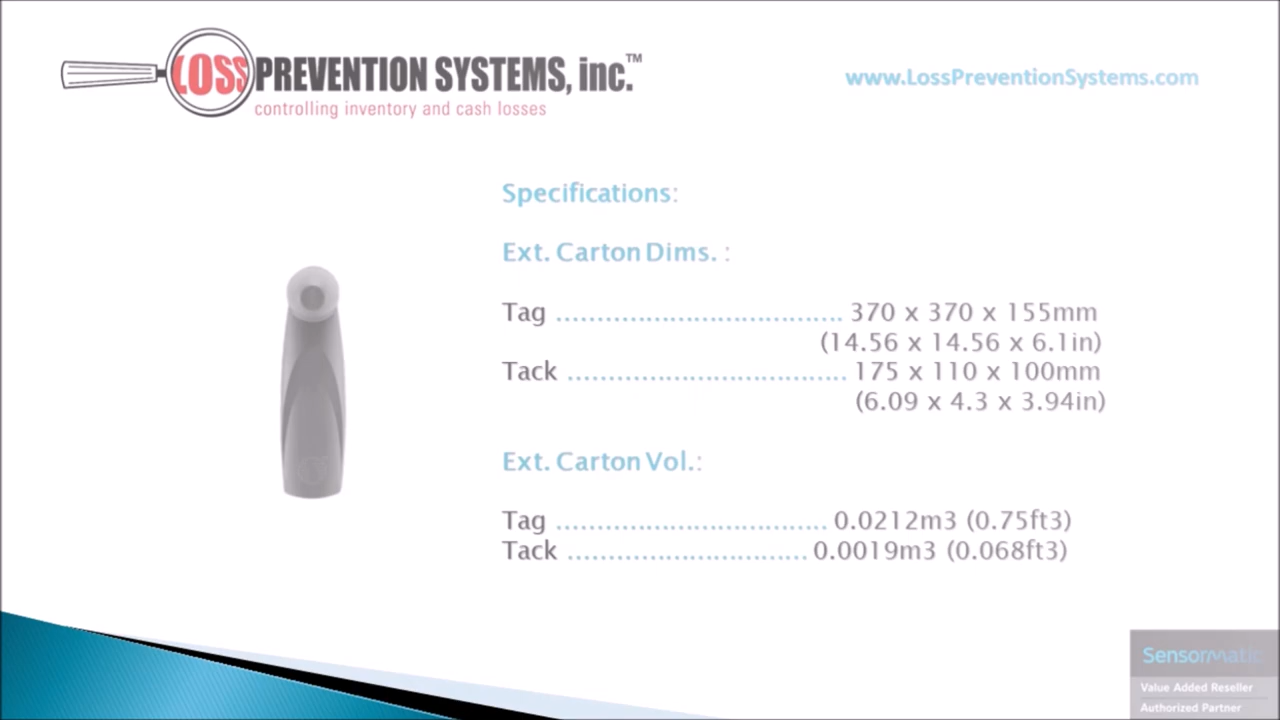 LOSS PREVENTION SYSTEMS, inc.™
controlling inventory and cash losses
www.LossPreventionSystems.com
Specifications:
Ext. Carton Dims. :
Tag .................................. 370 x 370 x 155mm
(14.56 x 14.56 x 6.1in)
Tack ................................. 175 x 110 x 100mm
(6.09 x 4.3 x 3.94in)
Ext. Carton Vol.:
Tag ................................ 0.0212m3 (0.75ft3)
Tack ............................ 0.0019m3 (0.068ft3)
Sensormatic
Value Added Reseller
Authorized Partner